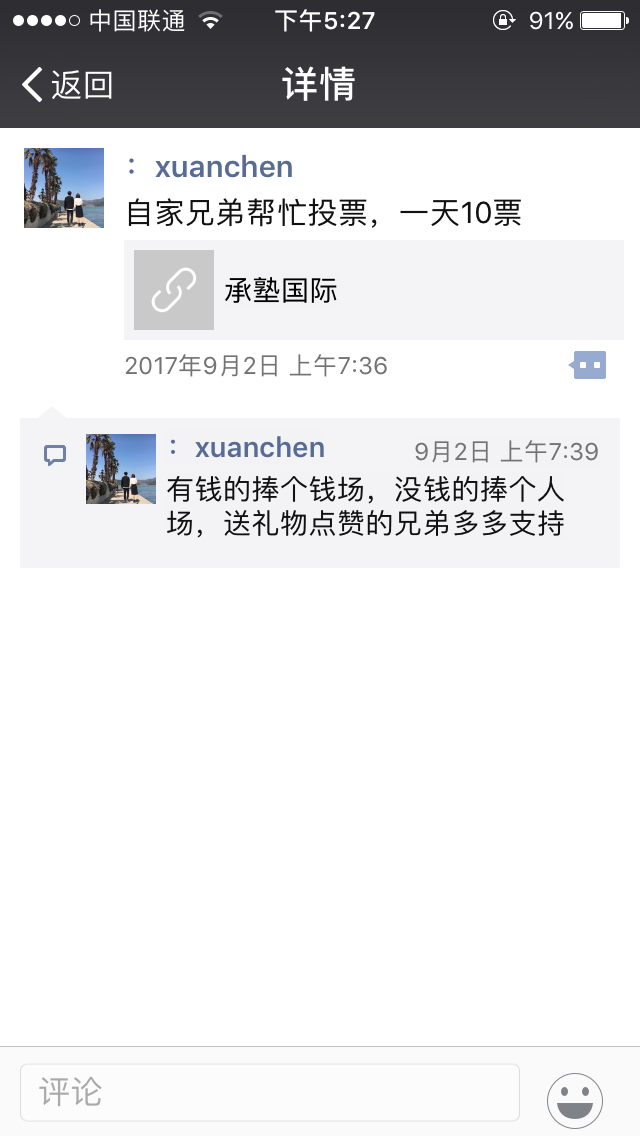 中国联通 下午5:27 91%
返回 详情
： xuanchen
自家兄弟帮忙投票，一天10票
承塾国际
2017年9月2日 上午7:36
： xuanchen 9月2日 上午7:39
有钱的捧个钱场，没钱的捧个人
场，送礼物点赞的兄弟多多支持
评论